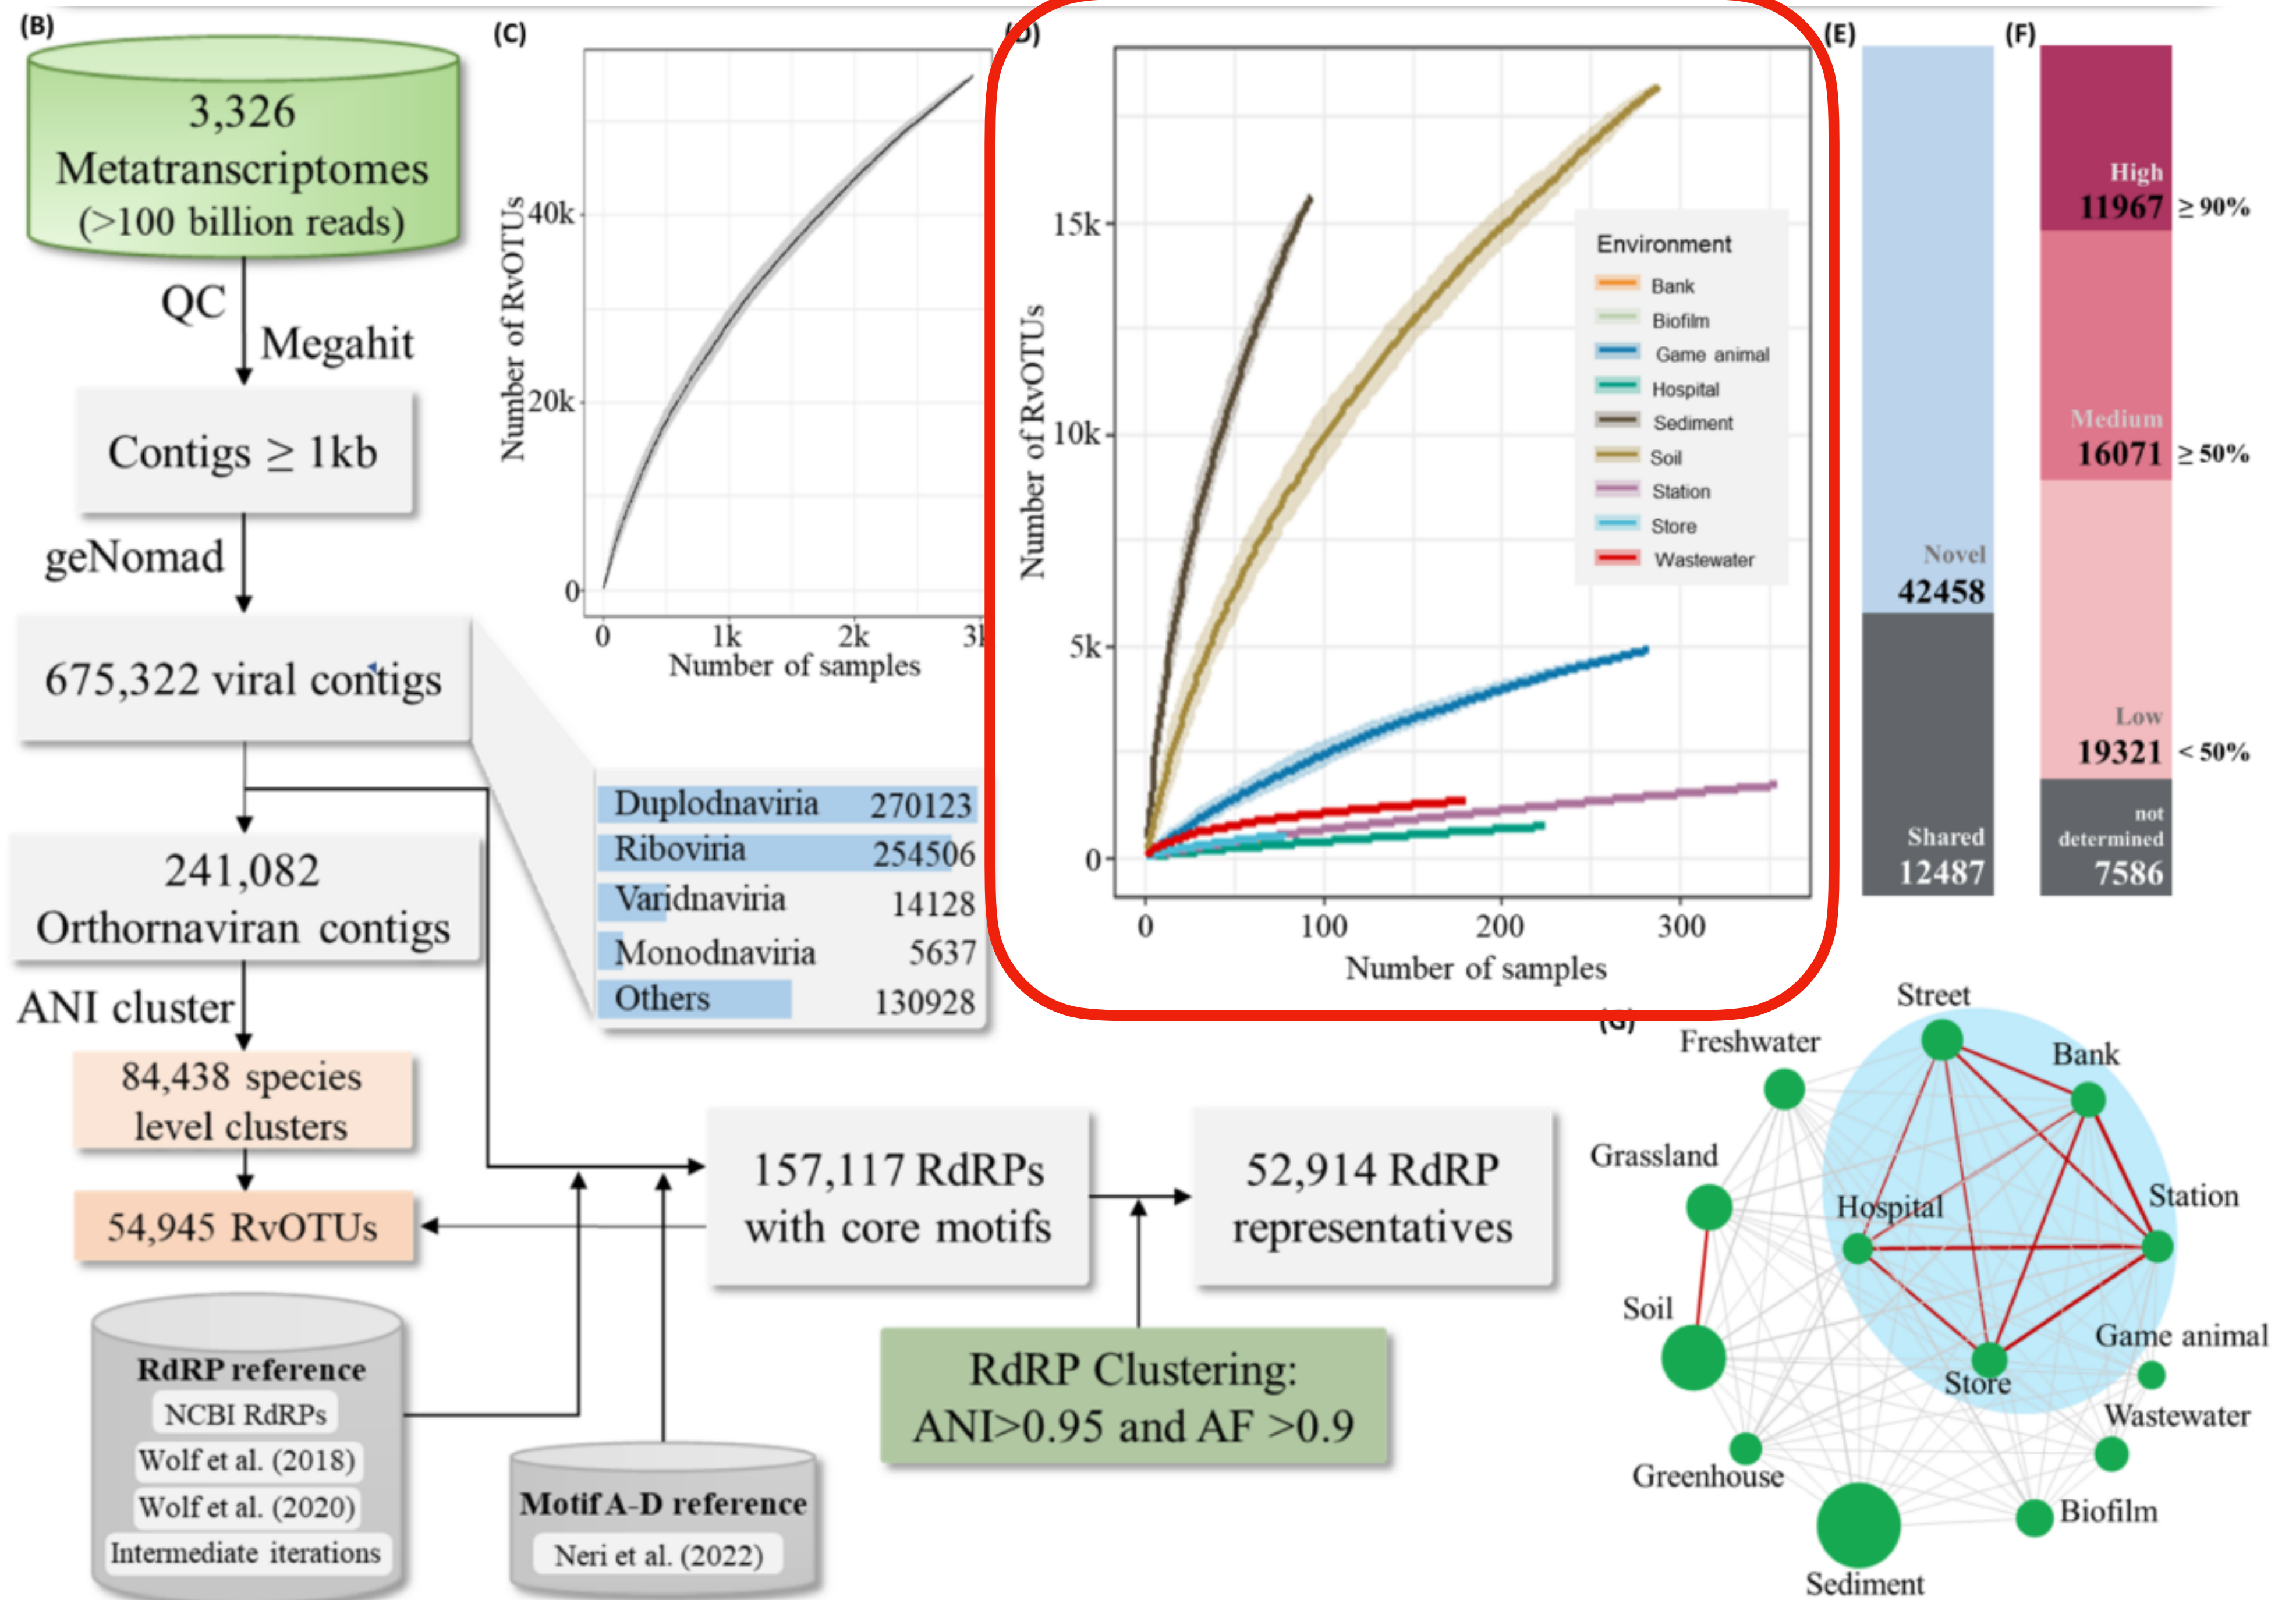 (B)
3,326
Metatranscriptomes
(>100 billion reads)
QC
Megahit
Contigs ≥ 1kb
geNomad
675,322 viral contigs
241,082
Orthornaviran contigs
ANI cluster
84,438 species
level clusters
54,945 RvOTUs
RdRP reference
NCBI RdRPs
Wolf et al. (2018)
Wolf et al. (2020)
Intermediate iterations
Motif A-D reference
Neri et al. (2022)
157,117 RdRPs
with core motifs
52,914 RdRP
representatives
RdRP Clustering:
ANI>0.95 and AF >0.9
Duplodnaviria 270123
Riboviria 254506
Varidnaviria 14128
Monodnaviria 5637
Others 130928
(C)
Number of RvOTUs
40k
20k
0
0 1k 2k 3k
Number of samples
(D)
Number of RvOTUs
15k
10k
5k
0
0 100 200 300
Number of samples
Environment
Bank
Biofilm
Game animal
Hospital
Sediment
Soil
Station
Store
Wastewater
(E)
Novel
42458
Shared
12487
(F)
High
11967 ≥ 90%
Medium
16071 ≥ 50%
Low
19321 < 50%
not
determined
7586
(G)
Street
Freshwater
Bank
Grassland
Station
Hospital
Soil
Game animal
Store
Wastewater
Greenhouse
Biofilm
Sediment